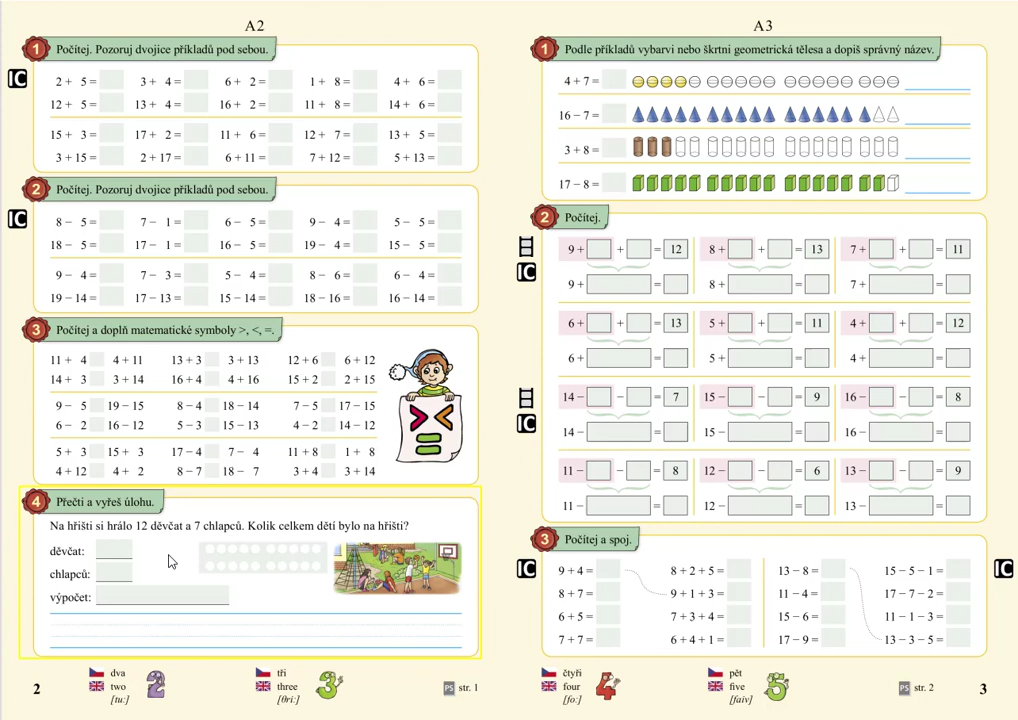 A2
1 Počítej. Pozoruj dvojice příkladů pod sebou.
IC
2 + 5 = 3 + 4 = 6 + 2 = 1 + 8 = 4 + 6 =
12 + 5 = 13 + 4 = 16 + 2 = 11 + 8 = 14 + 6 =
15 + 3 = 17 + 2 = 11 + 6 = 12 + 7 = 13 + 5 =
3 + 15 = 2 + 17 = 6 + 11 = 7 + 12 = 5 + 13 =
2 Počítej. Pozoruj dvojice příkladů pod sebou.
IC
8 − 5 = 7 − 1 = 6 − 5 = 9 − 4 = 5 − 5 =
18 − 5 = 17 − 1 = 16 − 5 = 19 − 4 = 15 − 5 =
9 − 4 = 7 − 3 = 5 − 4 = 8 − 6 = 6 − 4 =
19 − 14 = 17 − 13 = 15 − 14 = 18 − 16 = 16 − 14 =
3 Počítej a doplň matematické symboly >, <, =.
11 + 4 4 + 11 13 + 3 3 + 13 12 + 6 6 + 12
14 + 3 3 + 14 16 + 4 4 + 16 15 + 2 2 + 15
9 − 5 19 − 15 8 − 4 18 − 14 7 − 5 17 − 15
6 − 2 16 − 12 5 − 3 15 − 13 4 − 2 14 − 12
5 + 3 15 + 3 17 − 4 7 − 4 11 + 8 1 + 8
4 + 12 4 + 2 8 − 7 18 − 7 3 + 4 3 + 14
> <
=
4 Přečti a vyřeš úlohu.
Na hřišti si hrálo 12 děvčat a 7 chlapců. Kolik celkem dětí bylo na hřišti?
děvčat:
chlapců:
výpočet:
2
dva
two
[tu:]
2
tři
three
[θri:]
3
PS str. 1
A3
1 Podle příkladů vybarvi nebo škrtni geometrická tělesa a dopiš správný název.
4 + 7 =
16 − 7 =
3 + 8 =
17 − 8 =
2 Počítej.
IC
9 + + = 12 8 + + = 13 7 + + = 11
9 + = 8 + = 7 + =
6 + + = 13 5 + + = 11 4 + + = 12
6 + = 5 + = 4 + =
IC
14 − − = 7 15 − − = 9 16 − − = 8
14 − = 15 − = 16 − =
11 − − = 8 12 − − = 6 13 − − = 9
11 − = 12 − = 13 − =
3 Počítej a spoj.
IC
9 + 4 = 8 + 2 + 5 = 13 − 8 = 15 − 5 − 1 =
8 + 7 = 9 + 1 + 3 = 11 − 4 = 17 − 7 − 2 =
6 + 5 = 7 + 3 + 4 = 15 − 6 = 11 − 1 − 3 =
7 + 7 = 6 + 4 + 1 = 17 − 9 = 13 − 3 − 5 =
IC
čtyři
four
[fo:]
4
pět
five
[faiv]
5
PS str. 2
3